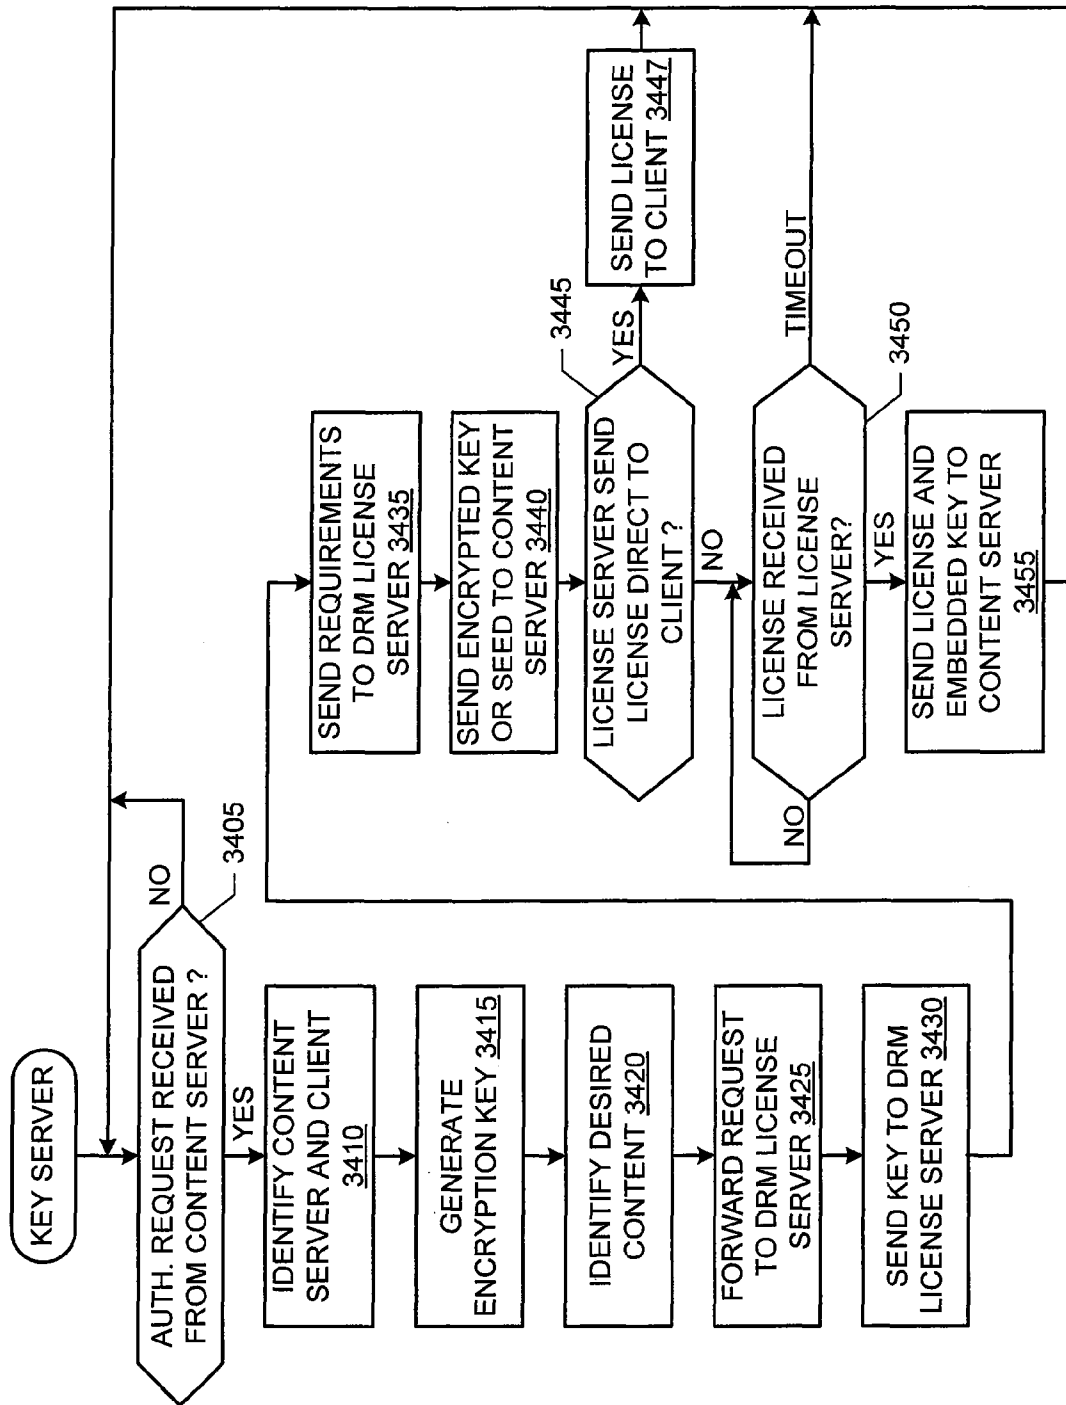 KEY SERVER
AUTH. REQUEST RECEIVED
FROM CONTENT SERVER ?
3405
NO
YES
IDENTIFY CONTENT
SERVER AND CLIENT
3410
GENERATE
ENCRYPTION KEY 3415
IDENTIFY DESIRED
CONTENT 3420
FORWARD REQUEST
TO DRM LICENSE
SERVER 3425
SEND KEY TO DRM
LICENSE SERVER 3430
SEND REQUIREMENTS
TO DRM LICENSE
SERVER 3435
SEND ENCRYPTED KEY
OR SEED TO CONTENT
SERVER 3440
LICENSE SERVER SEND
LICENSE DIRECT TO
CLIENT ?
3445
YES
SEND LICENSE
TO CLIENT 3447
NO
LICENSE RECEIVED
FROM LICENSE
SERVER?
3450
TIMEOUT
NO
YES
SEND LICENSE AND
EMBEDDED KEY TO
CONTENT SERVER
3455